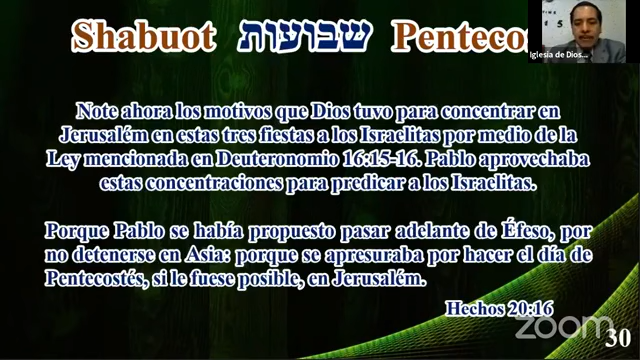 Shabuot שבועות Pentecos
Iglesia de Dios...
Note ahora los motivos que Dios tuvo para concentrar en
Jerusalém en estas tres fiestas a los Israelitas por medio de la
Ley mencionada en Deuteronomio 16:15-16. Pablo aprovechaba
estas concentraciones para predicar a los Israelitas.
Porque Pablo se había propuesto pasar adelante de Éfeso, por
no detenerse en Asia: porque se apresuraba por hacer el día de
Pentecostés, si le fuese posible, en Jerusalém.
Hechos 20:16
zoom
30